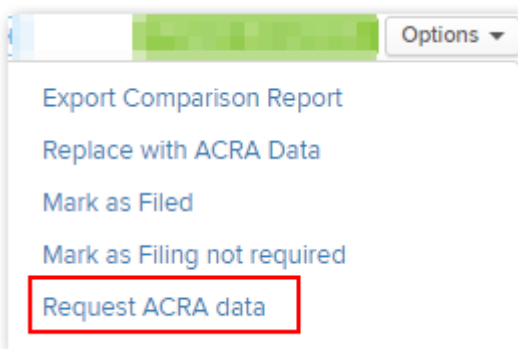 Options
Export Comparison Report
Replace with ACRA Data
Mark as Filed
Mark as Filing not required
Request ACRA data